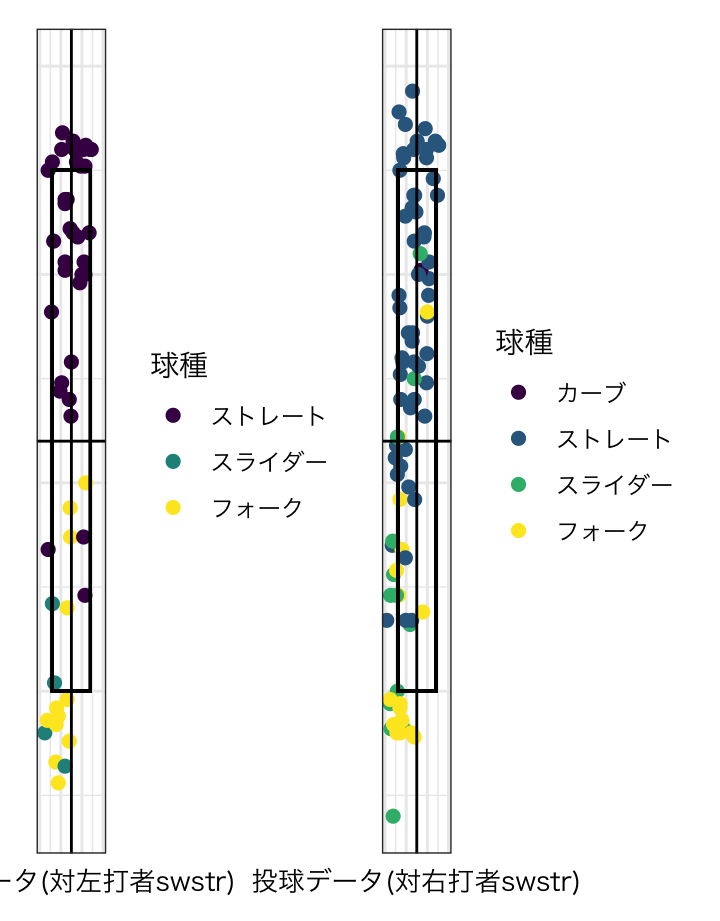 球種
ストレート
スライダー
フォーク
球種
カーブ
ストレート
スライダー
フォーク
ータ(対左打者swstr)
投球データ(対右打者swstr)